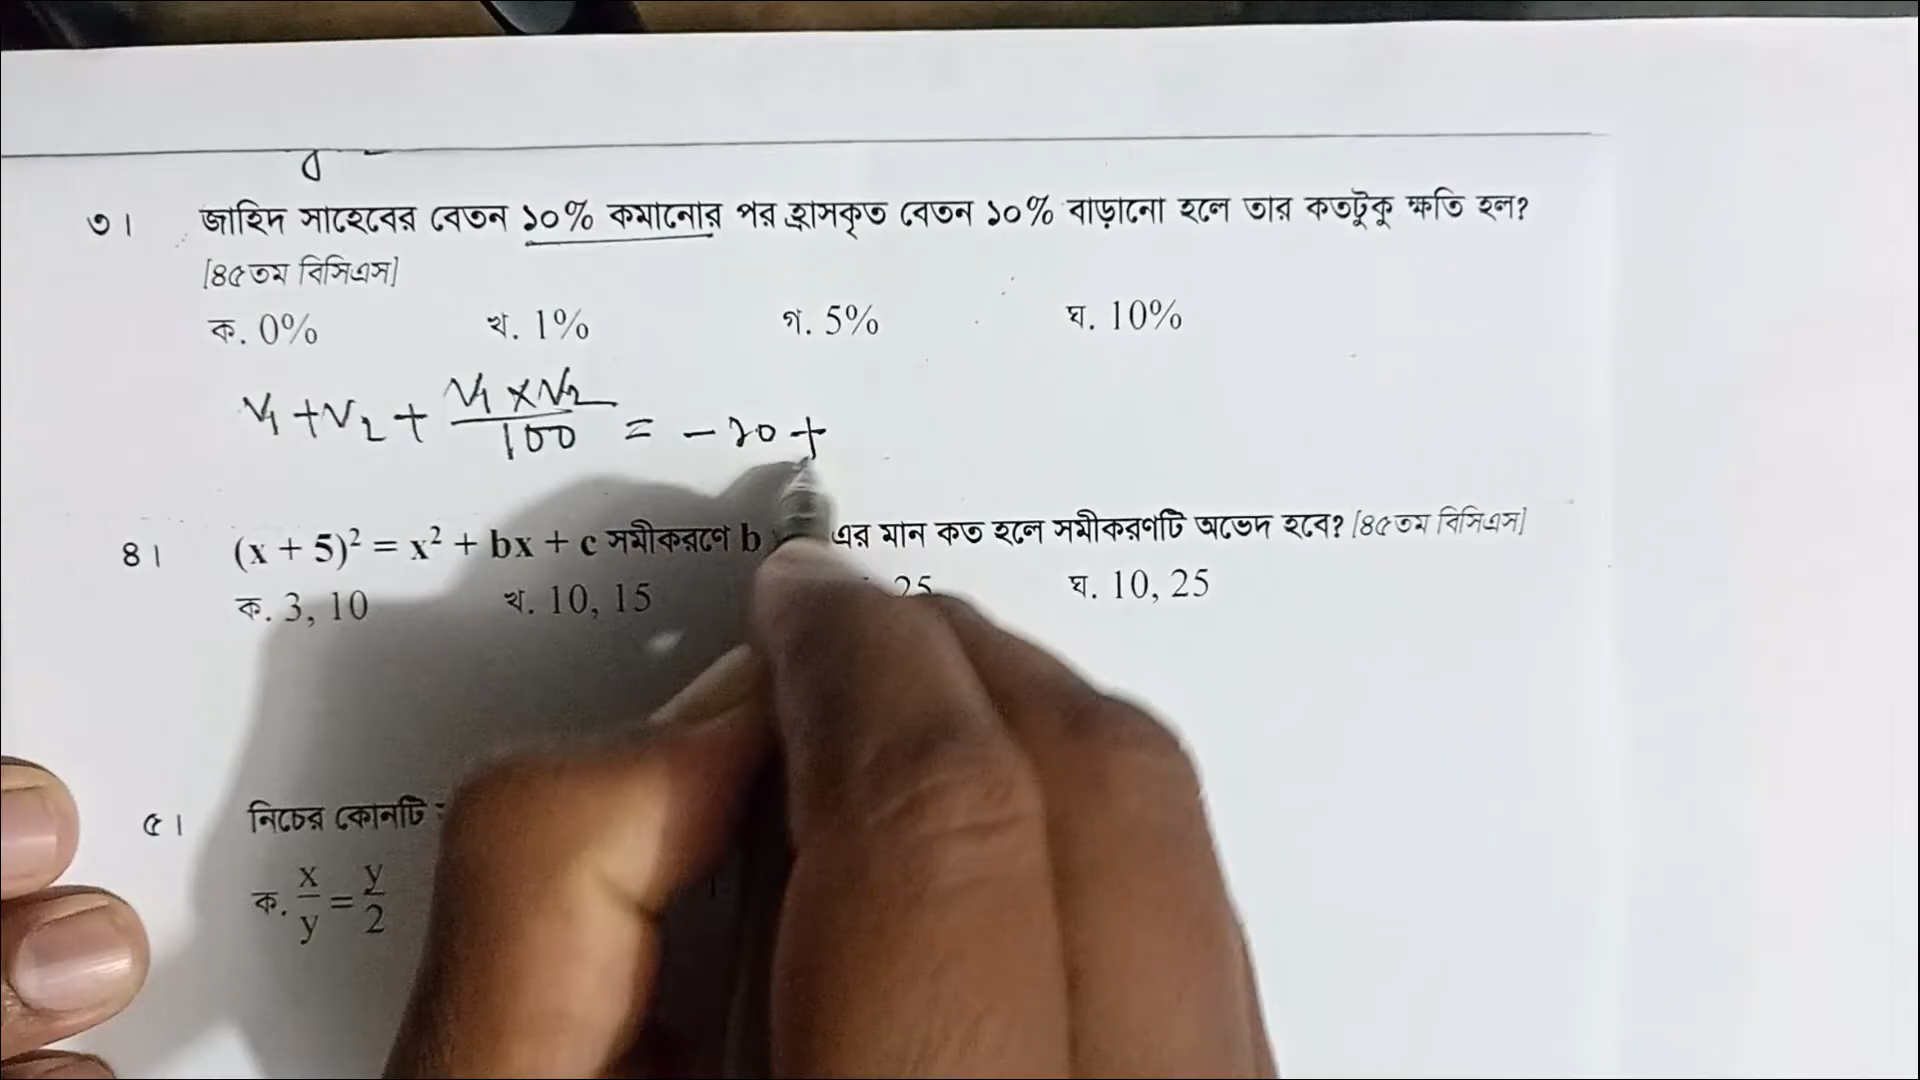 ৩। জাহিদ সাহেবের বেতন ১০% কমানোর পর হ্রাসকৃত বেতন ১০% বাড়ানো হলে তার কতটুকু ক্ষতি হল?
[৪৫তম বিসিএস]
ক. 0% খ. 1% গ. 5% ঘ. 10%
V₁ + V₂ + V₁ × V₂ / 100 = - ১০ +
৪। (x + 5)² = x² + bx + c সমীকরণে b এর মান কত হলে সমীকরণটি অভেদ হবে? [৪৫তম বিসিএস]
ক. 3, 10 খ. 10, 15 25 ঘ. 10, 25
৫। নিচের কোনটি
ক. x/y = y/2